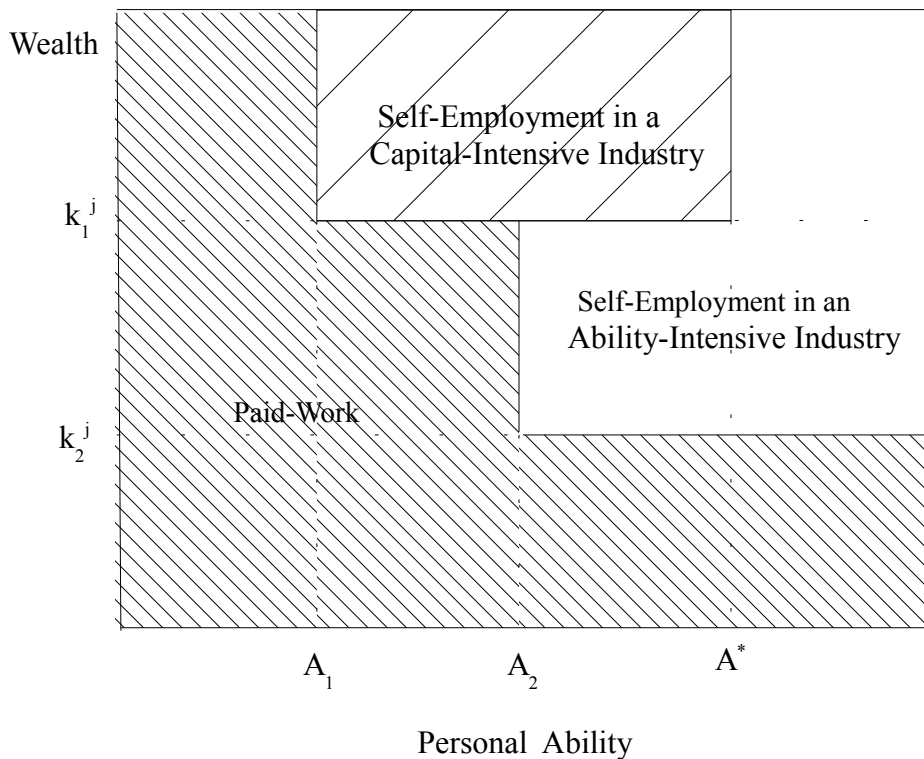 Wealth
Self-Employment in a
Capital-Intensive Industry
k₁ʲ
Self-Employment in an
Ability-Intensive Industry
Paid-Work
k₂ʲ
A₁ A₂ A*
Personal Ability